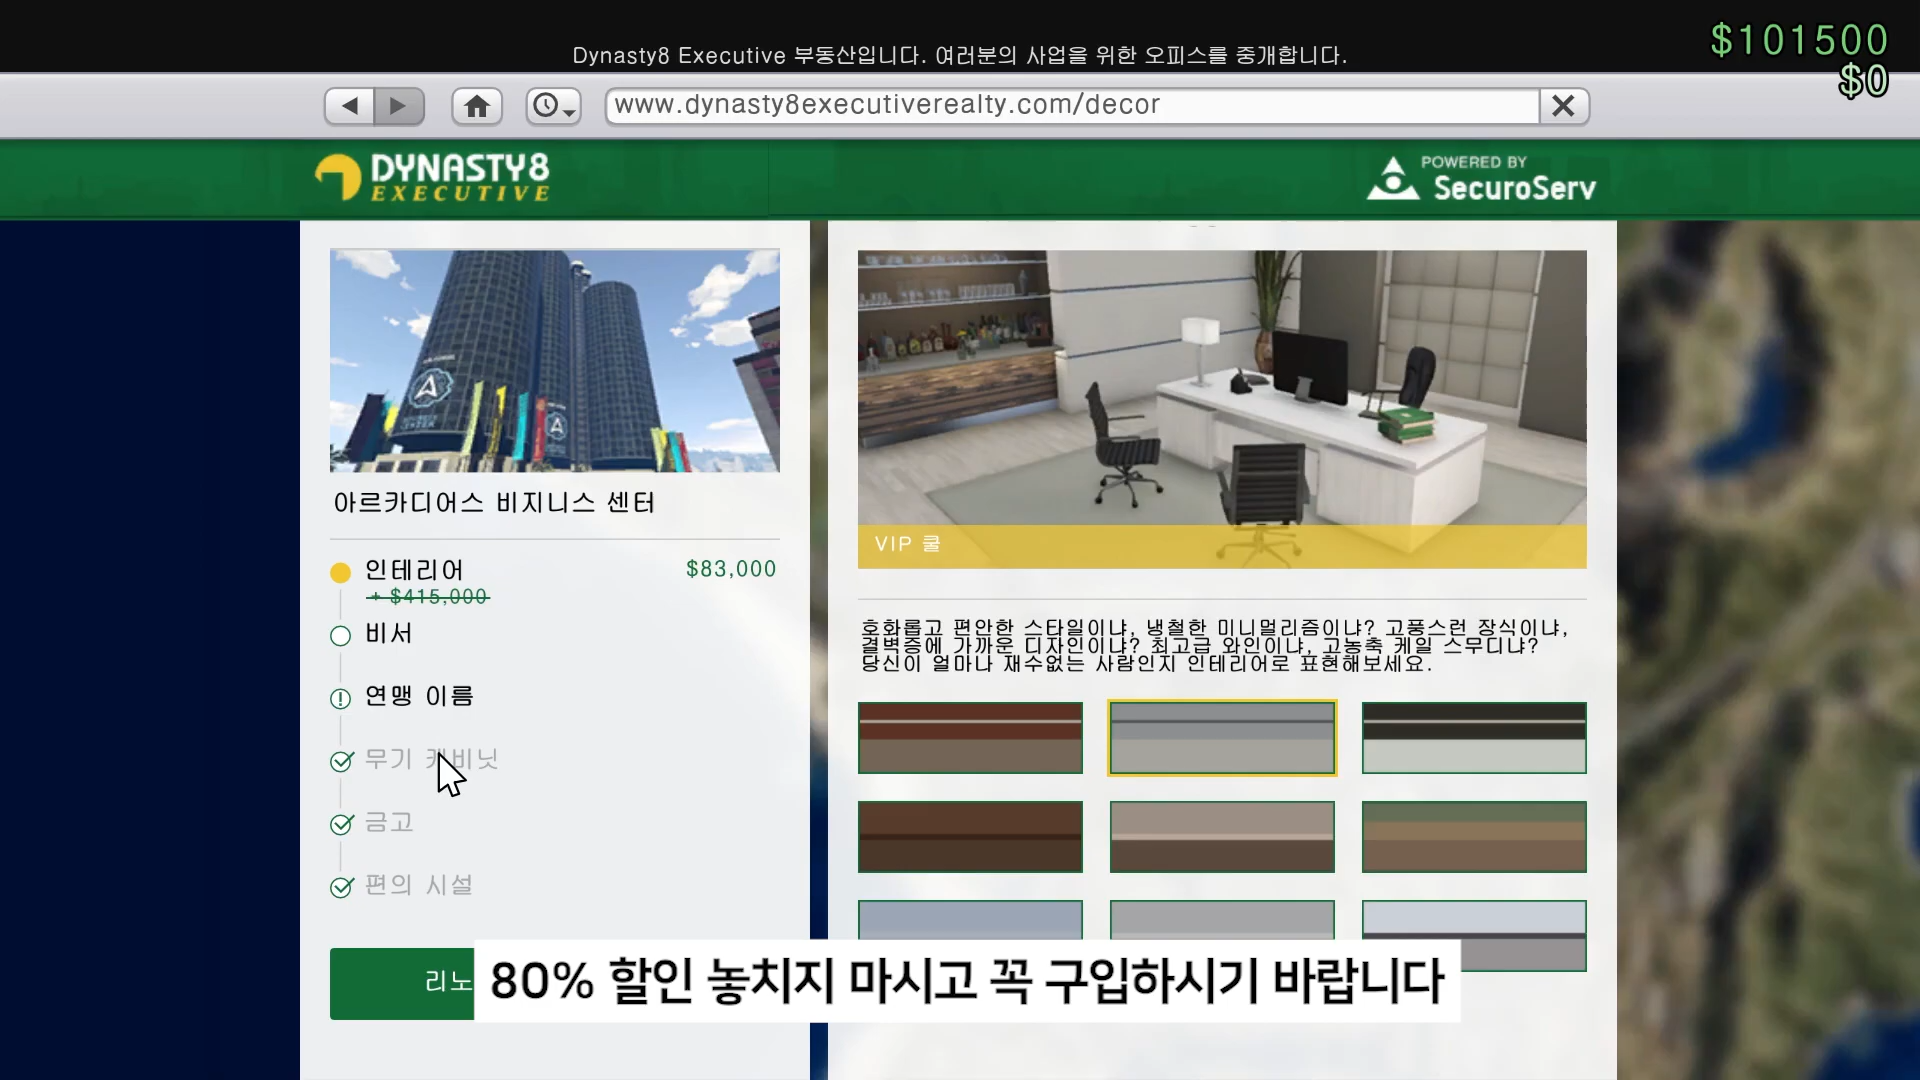 $101500
Dynasty8 Executive 부동산입니다. 여러분의 사업을 위한 오피스를 중개합니다.
$0
www.dynasty8executiverealty.com/decor
DYNASTY8
EXECUTIVE
POWERED BY
SecuroServ
아르카디어스 비지니스 센터
인테리어 $83,000
+ $415,000
비서
연맹 이름
무기 캐비닛
금고
편의 시설
리노
VIP 쿨
호화롭고 편안한 스타일이냐, 냉철한 미니멀리즘이냐? 고풍스런 장식이냐,
결벽증에 가까운 디자인이냐? 최고급 와인이냐, 고농축 케일 스무디냐?
당신이 얼마나 재수없는 사람인지 인테리어로 표현해보세요.
80% 할인 놓치지 마시고 꼭 구입하시기 바랍니다